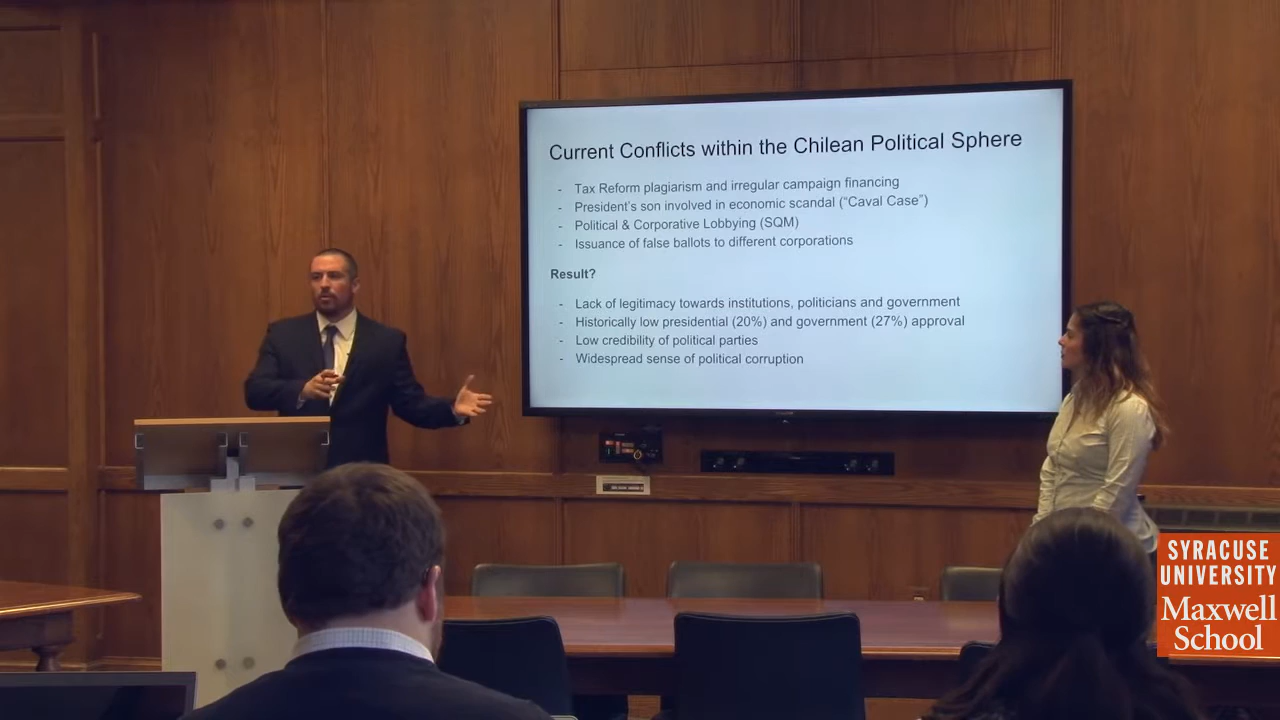 Current Conflicts within the Chilean Political Sphere
- Tax Reform plagiarism and irregular campaign financing
- President's son involved in economic scandal ("Caval Case")
- Political & Corporative Lobbying (SQM)
- Issuance of false ballots to different corporations
Result?
- Lack of legitimacy towards institutions, politicians and government
- Historically low presidential (20%) and government (27%) approval
- Low credibility of political parties
- Widespread sense of political corruption
SYRACUSE
UNIVERSITY
Maxwell
School